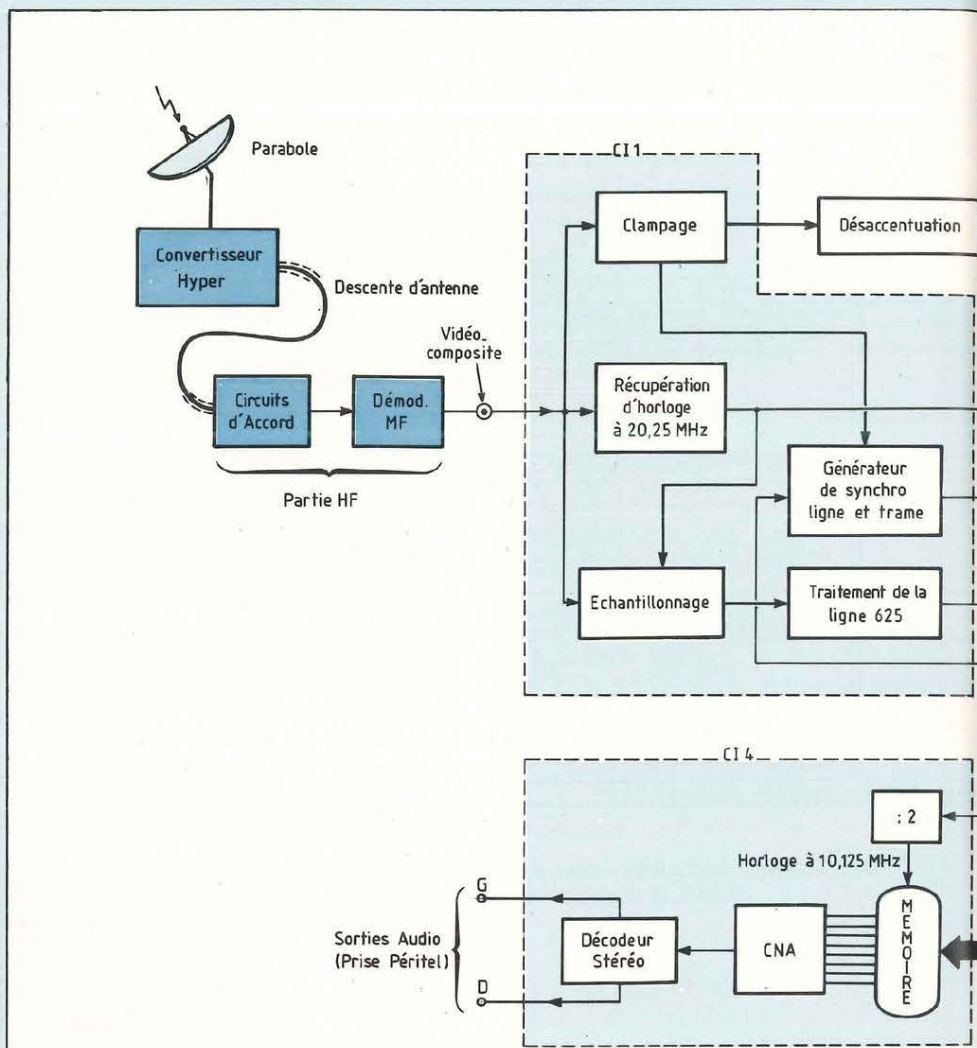 Parabole
Convertisseur
Hyper
Descente d'antenne
Circuits
d'Accord
Démod.
MF
Vidéo_
composite
Partie HF
CI 1
Clampage
Désaccentuation
Récupération
d'horloge
à 20,25 MHz
Générateur
de synchro
ligne et trame
Echantillonnage
Traitement de la
ligne 625
CI 4
: 2
Horloge à 10,125 MHz
MEMOIRE
CNA
Décodeur
Stéréo
G
D
Sorties Audio
(Prise Péritel)